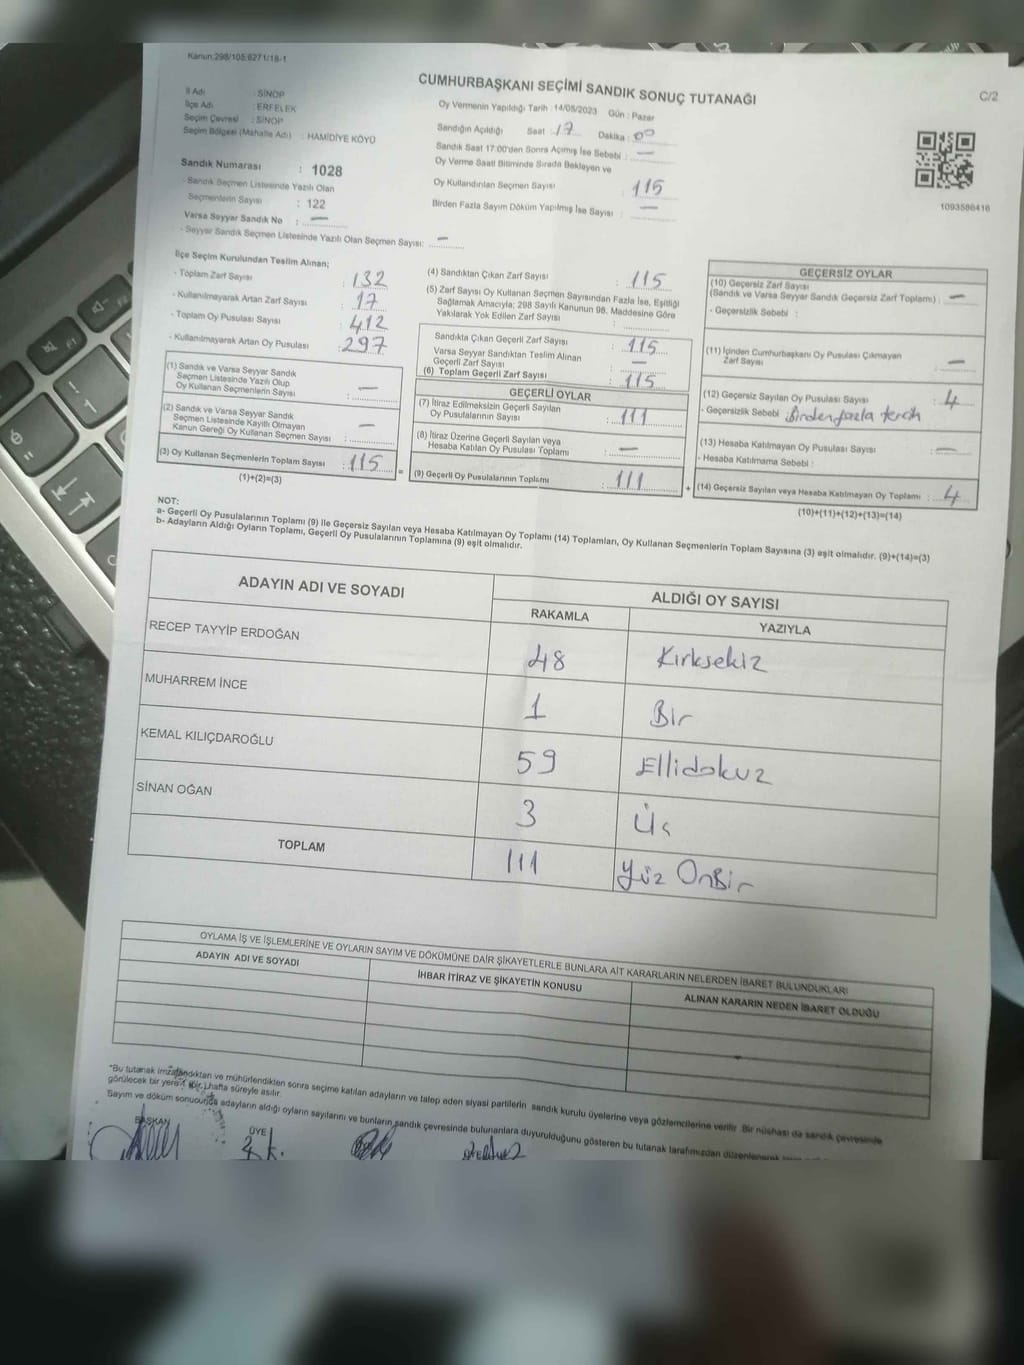 Kanun:298/105;6271/18-1
CUMHURBAŞKANI SEÇİMİ SANDIK SONUÇ TUTANAĞI
C/2
İl Adı : SİNOP
İlçe Adı : ERFELEK
Seçim Çevresi : SİNOP
Seçim Bölgesi (Mahalle Adı) : HAMİDİYE KÖYÜ
Sandık Numarası : 1028
- Sandık Seçmen Listesinde Yazılı Olan
Seçmenlerin Sayısı : 122
Varsa Seyyar Sandık No : —
- Seyyar Sandık Seçmen Listesinde Yazılı Olan Seçmen Sayısı: —
Oy Vermenin Yapıldığı Tarih : 14/05/2023 Gün : Pazar
Sandığın Açıldığı Saat : 17 Dakika : 00
Sandık Saat 17:00'den Sonra Açımış İse Sebebi : —
Oy Verme Saati Bitiminde Sırada Bekleyen ve
Oy Kullandırılan Seçmen Sayısı : 115
Birden Fazla Sayım Döküm Yapılmış İse Sayısı : —
1093586416
İlçe Seçim Kurulundan Teslim Alınan;
- Toplam Zarf Sayısı : 132
- Kullanılmayarak Artan Zarf Sayısı : 17
- Toplam Oy Pusulası Sayısı : 412
- Kullanılmayarak Artan Oy Pusulası : 297
(1) Sandık ve Varsa Seyyar Sandık
Seçmen Listesinde Yazılı Olup
Oy Kullanan Seçmenlerin Sayısı : —
(2) Sandık ve Varsa Seyyar Sandık
Seçmen Listesinde Kayıtlı Olmayan
Kanun Gereği Oy Kullanan Seçmen Sayısı : —
(3) Oy Kullanan Seçmenlerin Toplam Sayısı : 115
(1)+(2)=(3)
(4) Sandıktan Çıkan Zarf Sayısı : 115
(5) Zarf Sayısı Oy Kullanan Seçmen Sayısından Fazla İse, Eşitliği
Sağlamak Amacıyla; 298 Sayılı Kanunun 98. Maddesine Göre
Yakılarak Yok Edilen Zarf Sayısı :
Sandıkta Çıkan Geçerli Zarf Sayısı : 115
Varsa Seyyar Sandıktan Teslim Alınan
Geçerli Zarf Sayısı : —
(6) Toplam Geçerli Zarf Sayısı : 115
GEÇERLİ OYLAR
(7) İtiraz Edilmeksizin Geçerli Sayılan
Oy Pusulalarının Sayısı : 111
(8) İtiraz Üzerine Geçerli Sayılan veya
Hesaba Katılan Oy Pusulası Toplamı : —
= (9) Geçerli Oy Pusulalarının Toplamı : 111
GEÇERSİZ OYLAR
(10) Geçersiz Zarf Sayısı
(Sandık ve Varsa Seyyar Sandık Geçersiz Zarf Toplamı) : —
- Geçersizlik Sebebi :
(11) İçinden Cumhurbaşkanı Oy Pusulası Çıkmayan
Zarf Sayısı : —
(12) Geçersiz Sayılan Oy Pusulası Sayısı : 4
- Geçersizlik Sebebi : Birden fazla tercih
(13) Hesaba Katılmayan Oy Pusulası Sayısı : —
- Hesaba Katılmama Sebebi :
+ (14) Geçersiz Sayılan veya Hesaba Katılmayan Oy Toplamı : 4
(10)+(11)+(12)+(13)=(14)
NOT:
a- Geçerli Oy Pusulalarının Toplamı (9) ile Geçersiz Sayılan veya Hesaba Katılmayan Oy Toplamı (14) Toplamları, Oy Kullanan Seçmenlerin Toplam Sayısına (3) eşit olmalıdır. (9)+(14)=(3)
b- Adayların Aldığı Oyların Toplamı, Geçerli Oy Pusulalarının Toplamına (9) eşit olmalıdır.
ADAYIN ADI VE SOYADI ALDIĞI OY SAYISI
RAKAMLA YAZIYLA
RECEP TAYYİP ERDOĞAN 48 Kırksekiz
MUHARREM İNCE 1 Bir
KEMAL KILIÇDAROĞLU 59 Ellidokuz
SİNAN OĞAN 3 Üç
TOPLAM 111 Yüz OnBir
OYLAMA İŞ VE İŞLEMLERİNE VE OYLARIN SAYIM VE DÖKÜMÜNE DAİR ŞİKAYETLERLE BUNLARA AİT KARARLARIN NELERDEN İBARET BULUNDUKLARI
ADAYIN ADI VE SOYADI İHBAR İTİRAZ VE ŞİKAYETİN KONUSU ALINAN KARARIN NEDEN İBARET OLDUĞU
*Bu tutanak imzalandıktan ve mühürlendikten sonra seçime katılan adayların ve talep eden siyasi partilerin sandık kurulu üyelerine veya gözlemcilerine verilir. Bir nüshası da sandık çevresinde
görülecek bir yere 1 (bir) hafta süreyle asılır.
Sayım ve döküm sonucunda adayların aldığı oyların sayılarını ve bunların sandık çevresinde bulunanlara duyurulduğunu gösteren bu tutanak tarafımızdan düzenlenerek
BAŞKAN ÜYE